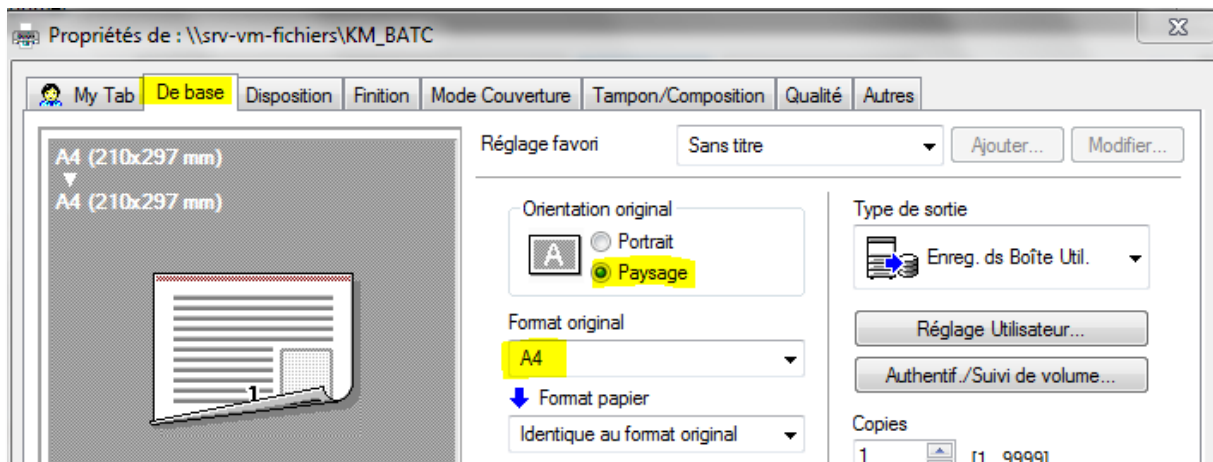 Propriétés de : \\srv-vm-fichiers\KM_BATC
My Tab De base Disposition Finition Mode Couverture Tampon/Composition Qualité Autres
A4 (210x297 mm)
A4 (210x297 mm)
1
Réglage favori Sans titre Ajouter... Modifier...
Orientation original
A
Portrait
Paysage
Format original
A4
Format papier
Identique au format original
Type de sortie
Enreg. ds Boîte Util.
Réglage Utilisateur...
Authentif./Suivi de volume...
Copies
1 [1...9999]